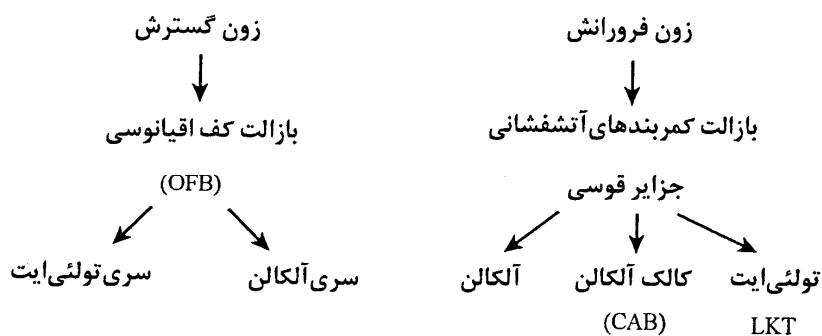 زون فرورانش
بازالت کمربندهای آتشفشانی
جزایر قوسی
تولئی‌ایت
LKT
کالک آلکالن
(CAB)
آلکالن
زون گسترش
بازالت کف اقیانوسی
(OFB)
سری آلکالن
سری تولئی‌ایت